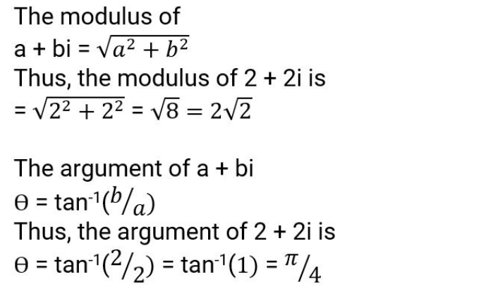 The modulus of
a + bi = √a² + b²
Thus, the modulus of 2 + 2i is
= √2² + 2² = √8 = 2√2
The argument of a + bi
ɵ = tan⁻¹(b/a)
Thus, the argument of 2 + 2i is
ɵ = tan⁻¹(2/2) = tan⁻¹(1) = π/4